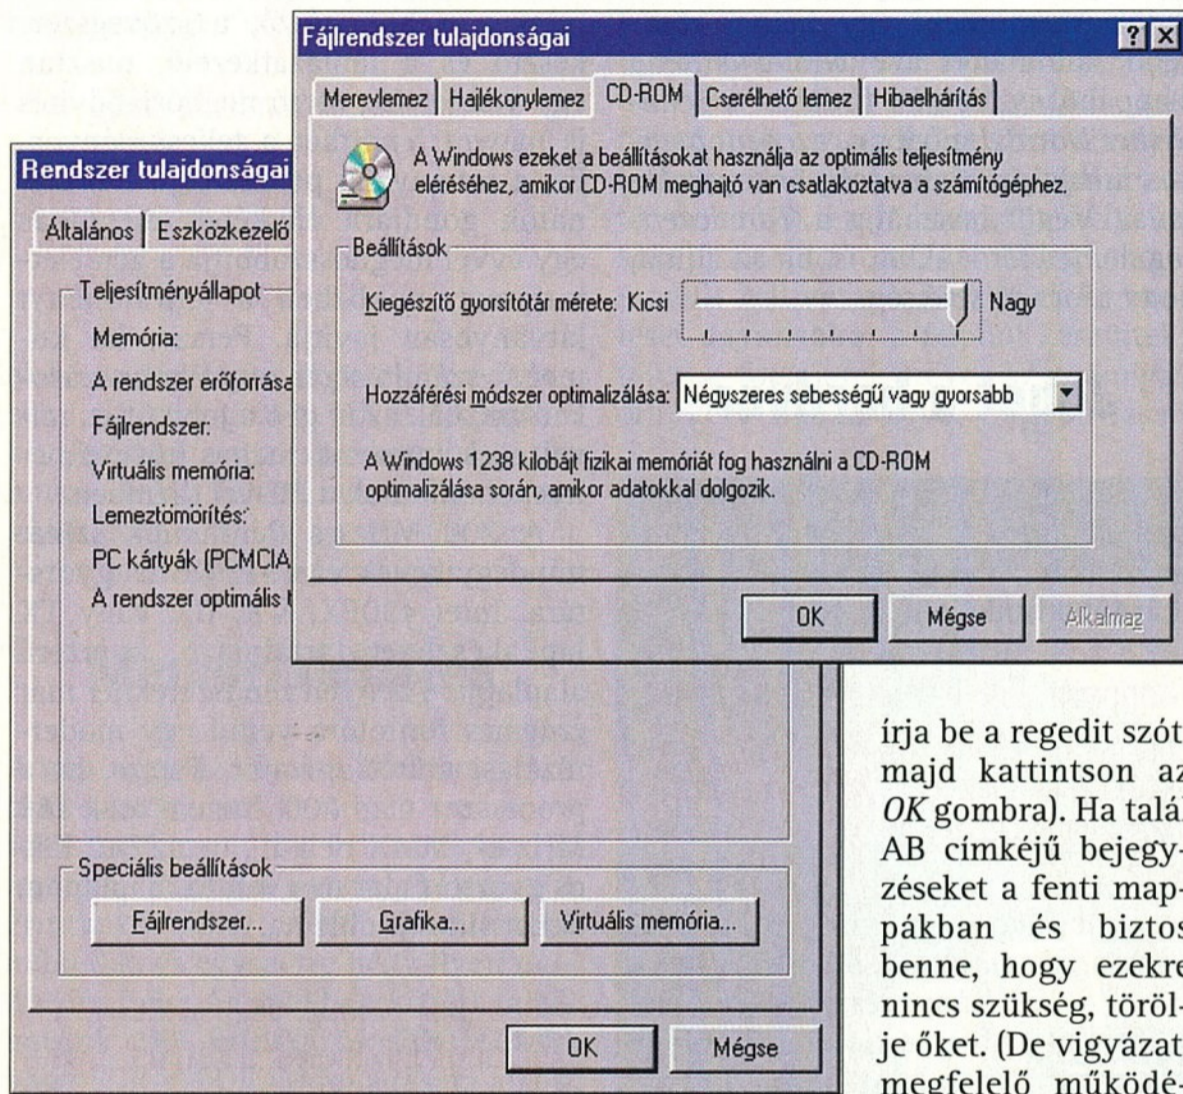 Fájlrendszer tulajdonságai
Merevlemez Hajlékonylemez CD-ROM Cserélhető lemez Hibaelhárítás
A Windows ezeket a beállításokat használja az optimális teljesítmény
eléréséhez, amikor CD-ROM meghajtó van csatlakoztatva a számítógéphez.
Beállítások
Kiegészítő gyorsítótár mérete: Kicsi Nagy
Hozzáférési módszer optimalizálása: Négyszeres sebességű vagy gyorsabb
A Windows 1238 kilobájt fizikai memóriát fog használni a CD-ROM
optimalizálása során, amikor adatokkal dolgozik.
OK Mégse Alkalmaz
Rendszer tulajdonságai
Általános Eszközkezelő
Teljesítményállapot
Memória:
A rendszer erőforrása
Fájlrendszer:
Virtuális memória:
Lemeztömörítés:
PC kártyák (PCMCIA
A rendszer optimális t
Speciális beállítások
Fájlrendszer... Grafika... Virtuális memória...
OK Mégse
írja be a regedit szót
majd kattintson az
OK gombra). Ha talál
AB címkéjű bejegy-
zéseket a fenti map-
pákban és biztos
benne, hogy ezekre
nincs szükség, töröl-
je őket. (De vigyázat
megfelelő működé-